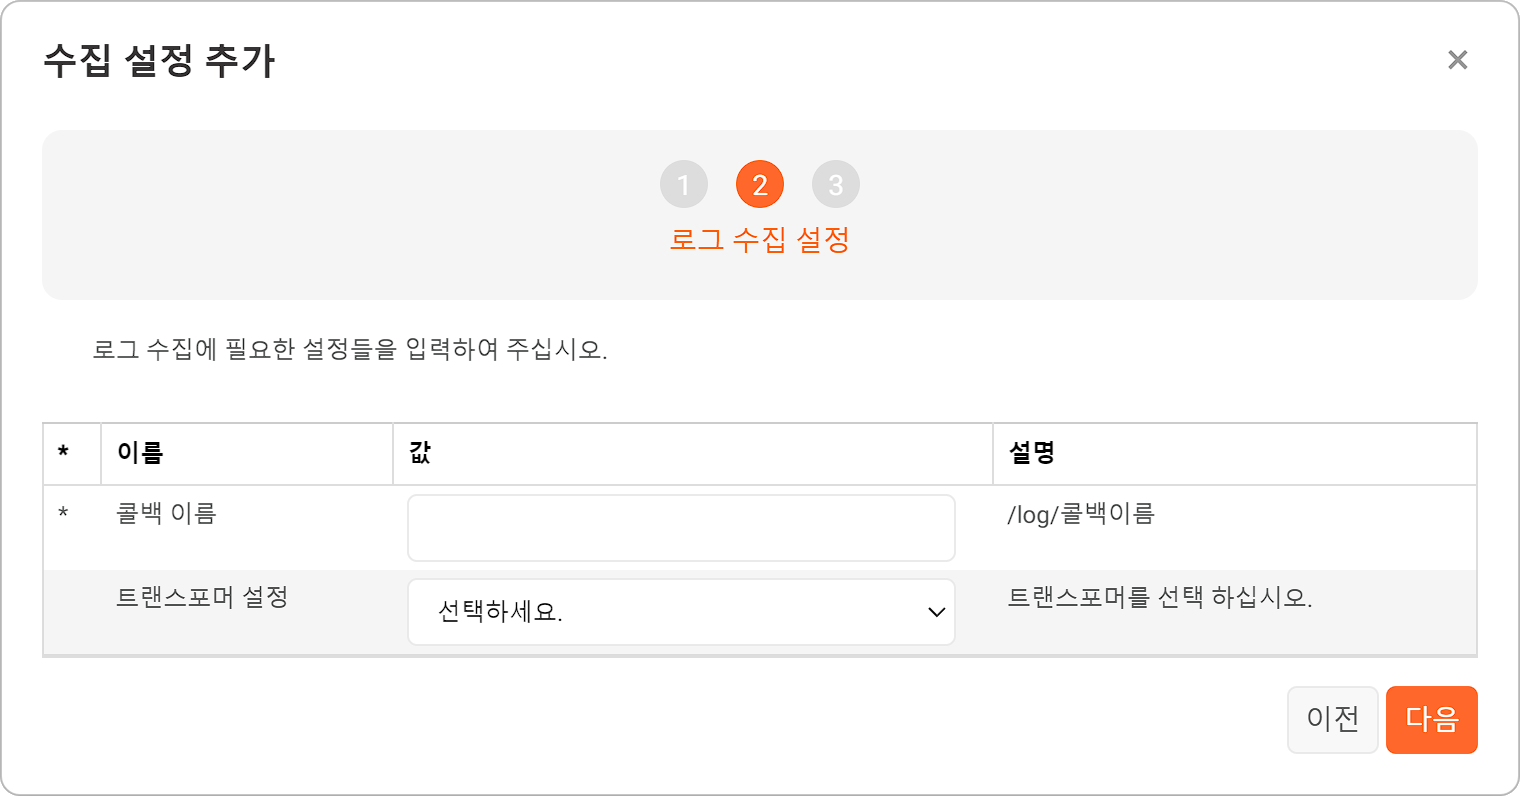 수집 설정 추가 ×
1 2 3
로그 수집 설정
로그 수집에 필요한 설정들을 입력하여 주십시오.
* 이름 값 설명
* 콜백 이름 /log/콜백이름
트랜스포머 설정 선택하세요. 트랜스포머를 선택 하십시오.
이전 다음